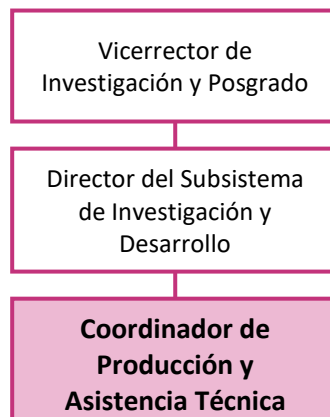 Vicerrector de
Investigación y Posgrado
Director del Subsistema
de Investigación y
Desarrollo
Coordinador de
Producción y
Asistencia Técnica